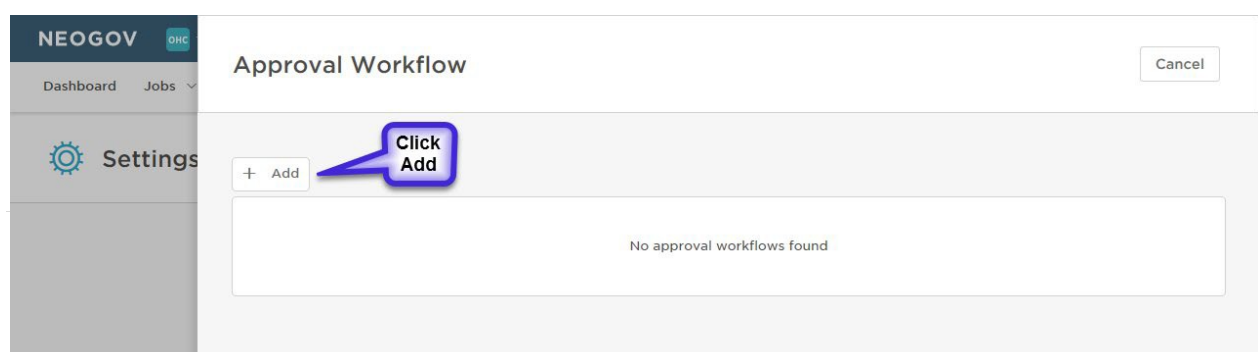 NEOGOV OHC
Approval Workflow
Cancel
Dashboard Jobs
Settings
Click
Add
+ Add
No approval workflows found